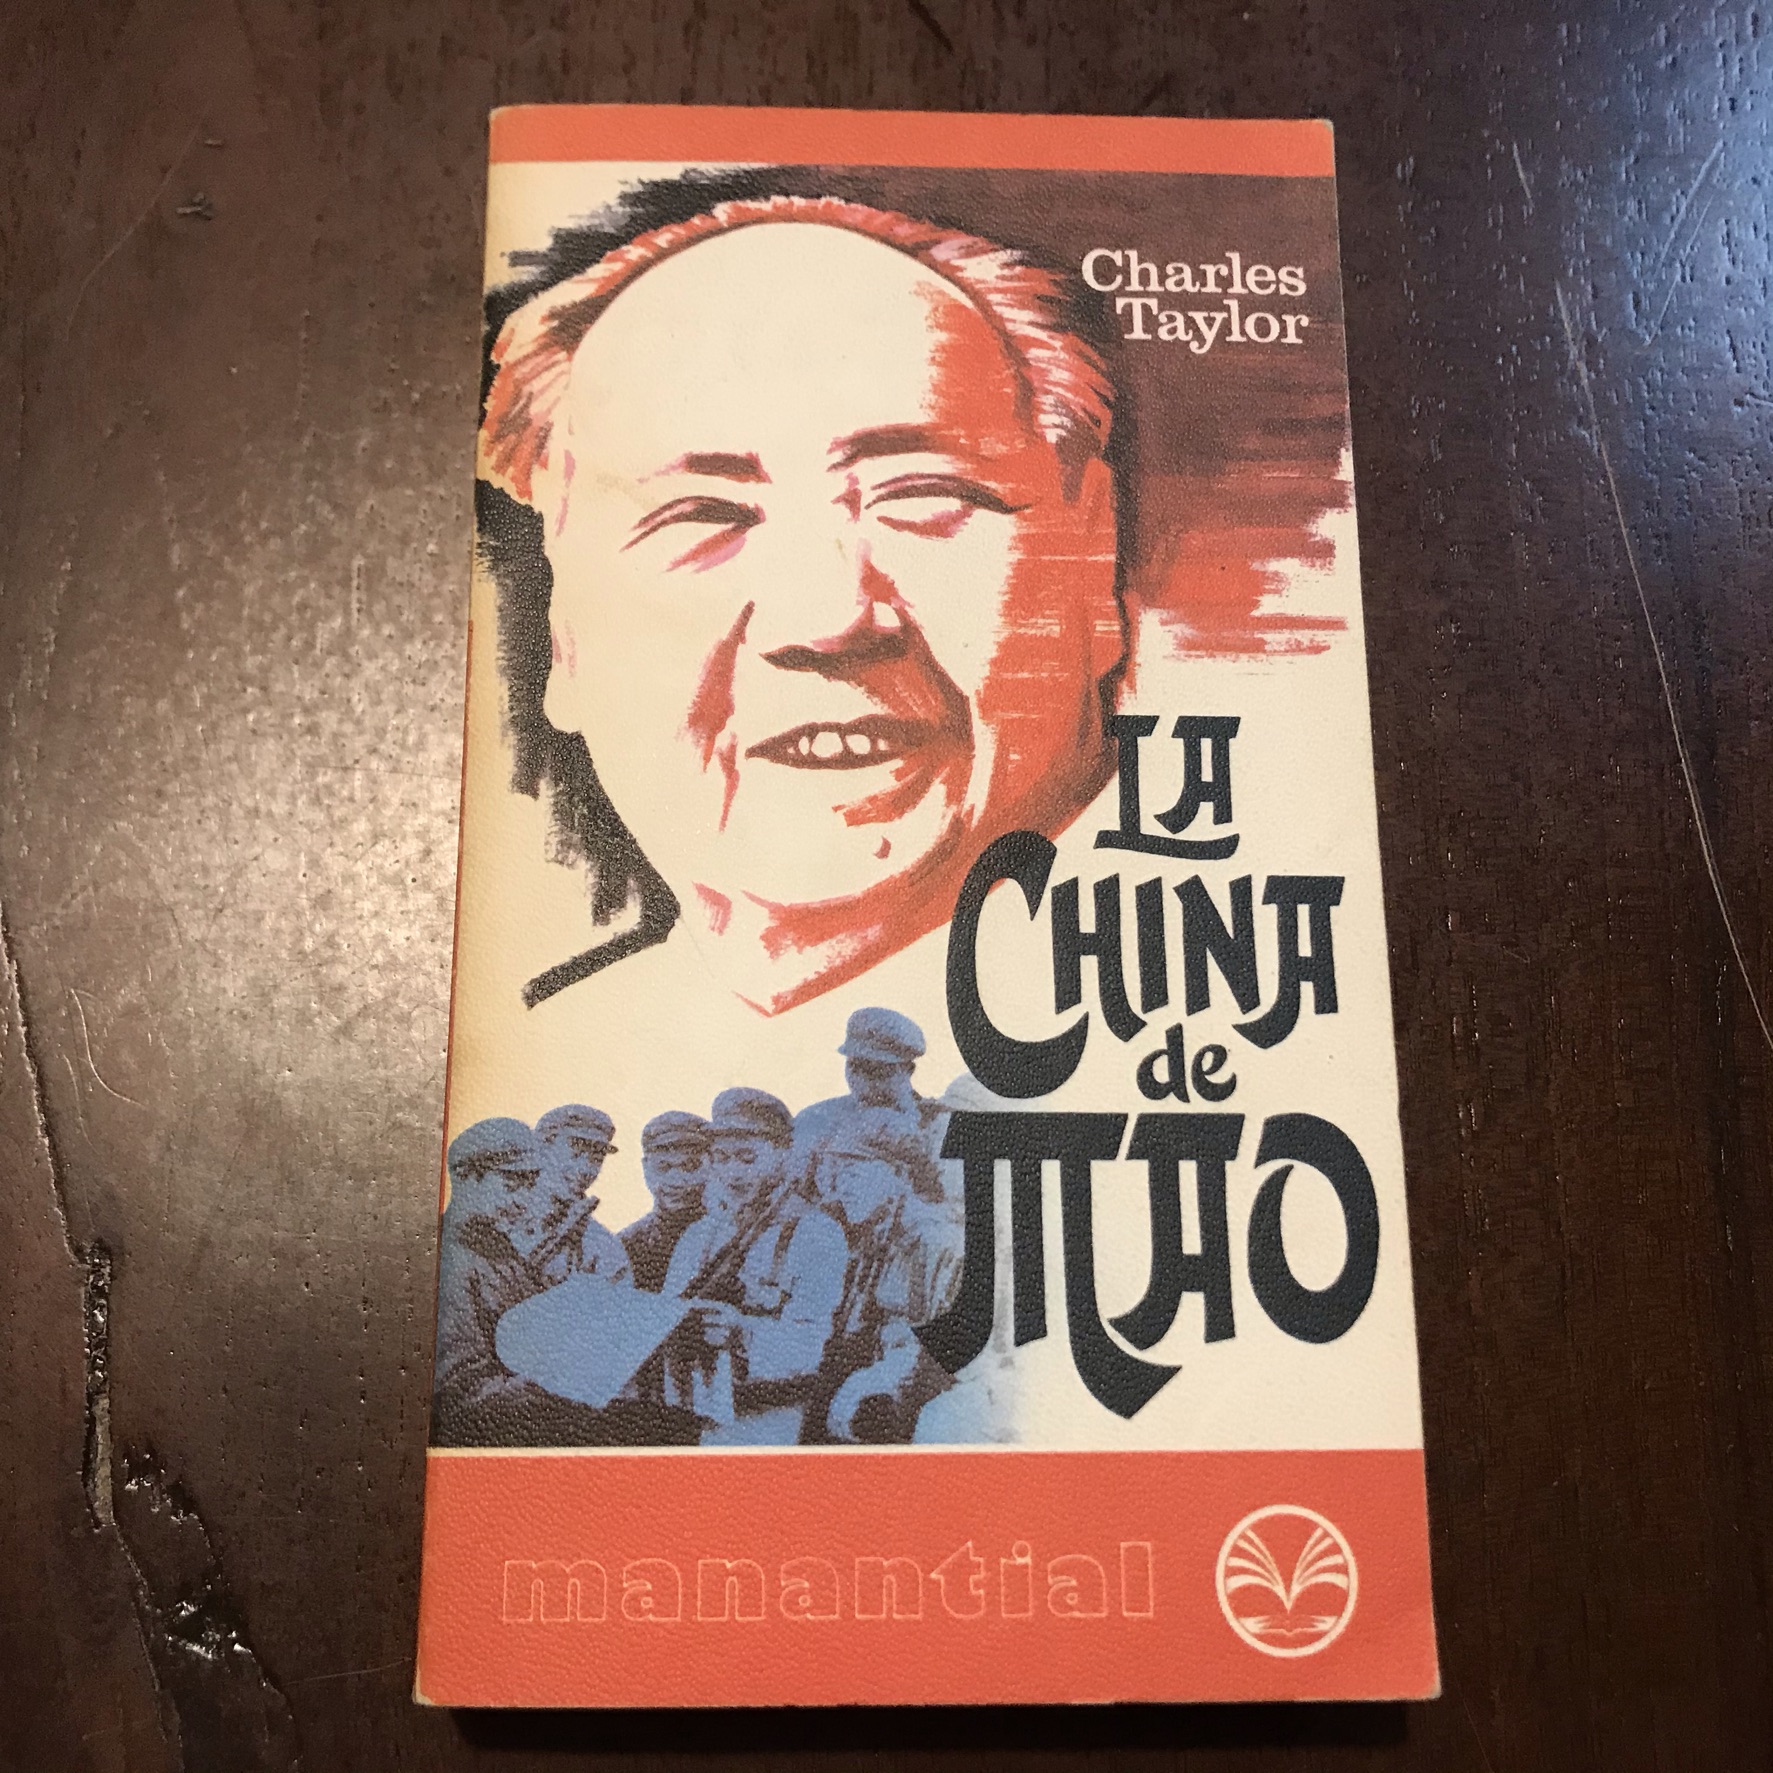 Charles
Taylor
LA
CHINA
de
MAO
manantial